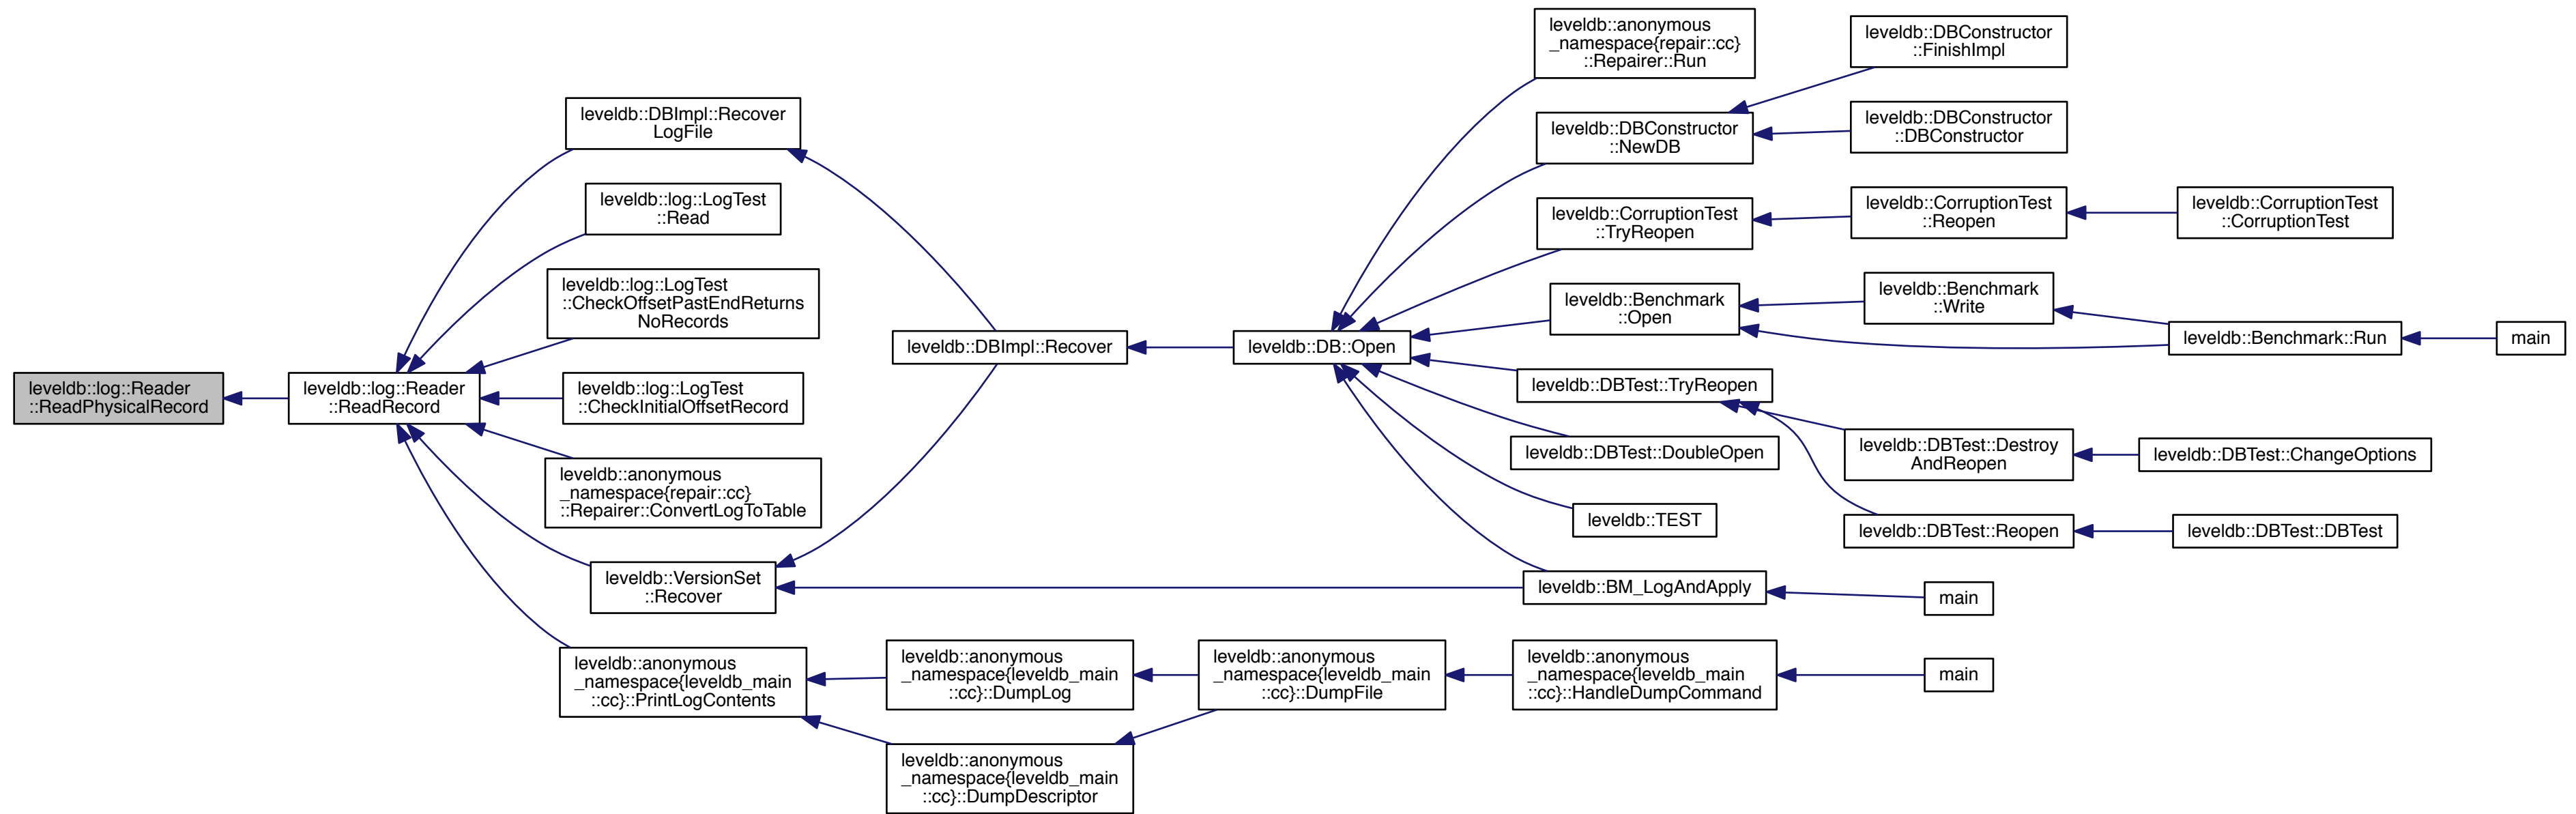 leveldb::log::Reader
::ReadPhysicalRecord
leveldb::log::Reader
::ReadRecord
leveldb::DBImpl::Recover
LogFile
leveldb::log::LogTest
::Read
leveldb::log::LogTest
::CheckOffsetPastEndReturns
NoRecords
leveldb::log::LogTest
::CheckInitialOffsetRecord
leveldb::anonymous
_namespace{repair::cc}
::Repairer::ConvertLogToTable
leveldb::VersionSet
::Recover
leveldb::anonymous
_namespace{leveldb_main
::cc}::PrintLogContents
leveldb::DBImpl::Recover
leveldb::anonymous
_namespace{leveldb_main
::cc}::DumpLog
leveldb::anonymous
_namespace{leveldb_main
::cc}::DumpDescriptor
leveldb::DB::Open
leveldb::anonymous
_namespace{leveldb_main
::cc}::DumpFile
leveldb::anonymous
_namespace{repair::cc}
::Repairer::Run
leveldb::DBConstructor
::NewDB
leveldb::CorruptionTest
::TryReopen
leveldb::Benchmark
::Open
leveldb::DBTest::TryReopen
leveldb::DBTest::DoubleOpen
leveldb::TEST
leveldb::BM_LogAndApply
leveldb::anonymous
_namespace{leveldb_main
::cc}::HandleDumpCommand
leveldb::DBConstructor
::FinishImpl
leveldb::DBConstructor
::DBConstructor
leveldb::CorruptionTest
::Reopen
leveldb::Benchmark
::Write
leveldb::DBTest::Destroy
AndReopen
leveldb::DBTest::Reopen
main
main
leveldb::CorruptionTest
::CorruptionTest
leveldb::Benchmark::Run
leveldb::DBTest::ChangeOptions
leveldb::DBTest::DBTest
main